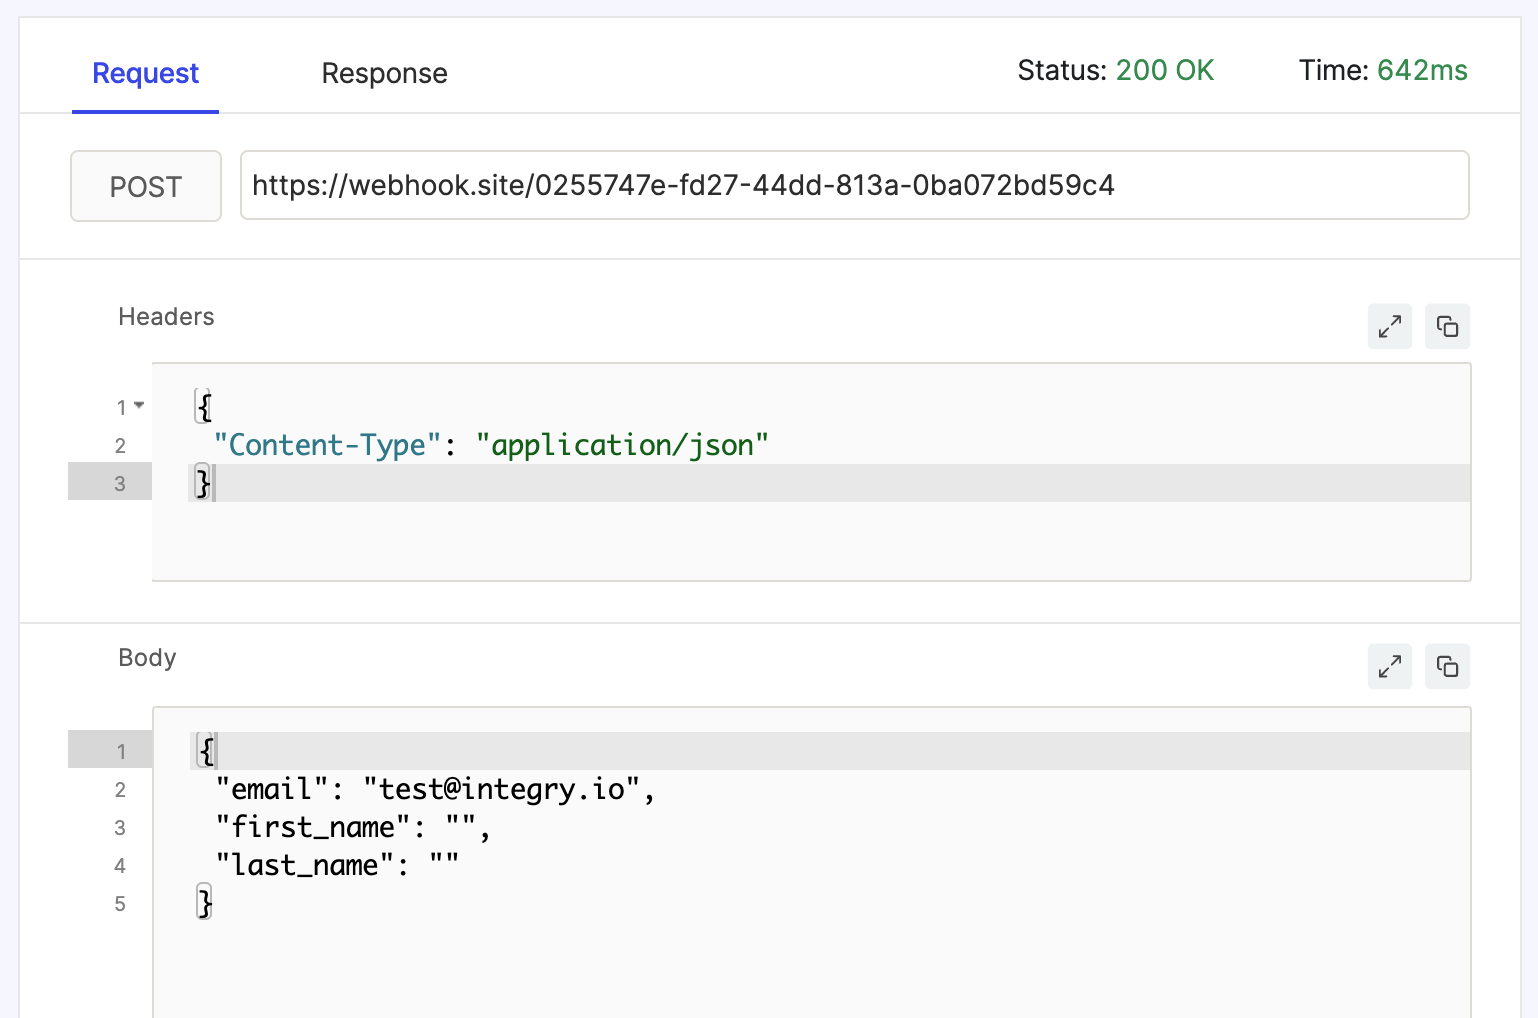 Request
Response
Status: 200 OK
Time: 642ms
POST
https://webhook.site/0255747e-fd27-44dd-813a-0ba072bd59c4
Headers
1 {
2 "Content-Type": "application/json"
3 }
Body
1 {
2 "email": "test@integry.io",
3 "first_name": "",
4 "last_name": ""
5 }